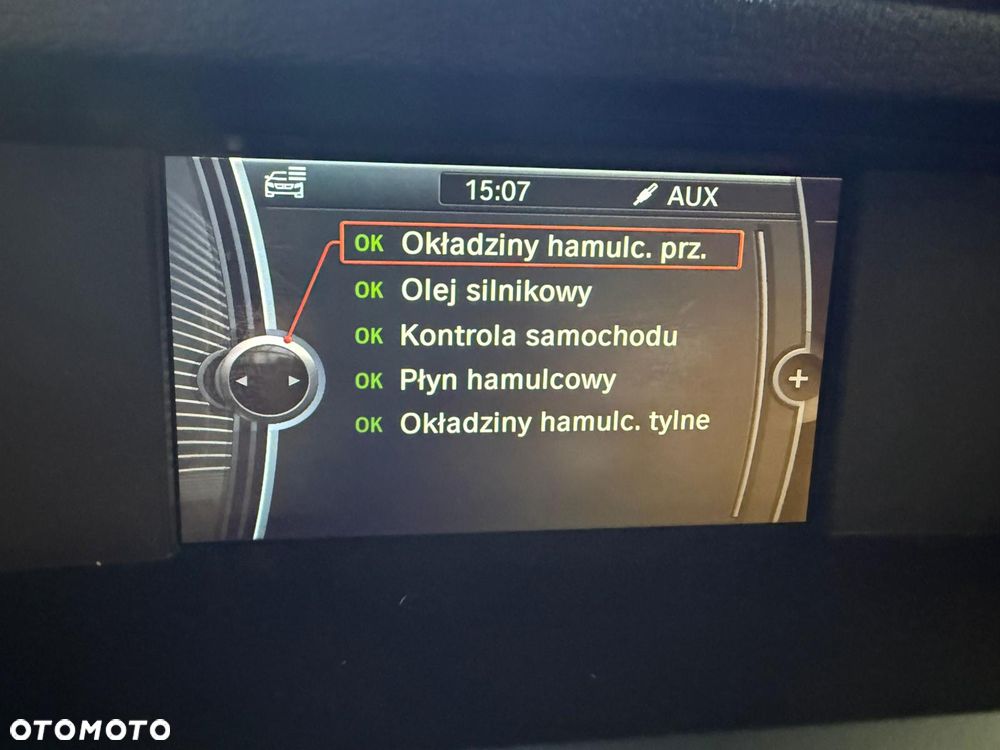 15:07 AUX
OK Okładziny hamulc. prz.
OK Olej silnikowy
OK Kontrola samochodu
OK Płyn hamulcowy
OK Okładziny hamulc. tylne
OTOMOTO